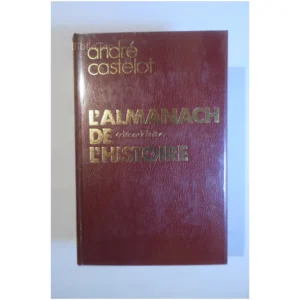 andré
castelot
L'ALMANACH
DE
L'HISTOIRE